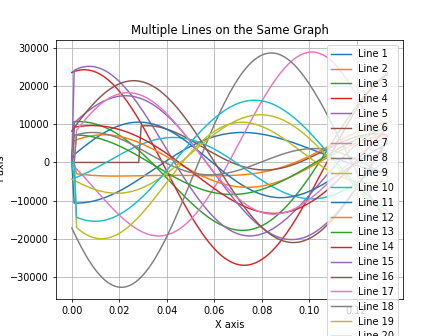 Multiple Lines on the Same Graph
30000
20000
10000
0
−10000
−20000
−30000
0.00
0.02
0.04
0.06
0.08
0.10
X axis
axis
Line 1
Line 2
Line 3
Line 4
Line 5
Line 6
Line 7
Line 8
Line 9
Line 10
Line 11
Line 12
Line 13
Line 14
Line 15
Line 16
Line 17
Line 18
Line 19
Line 20